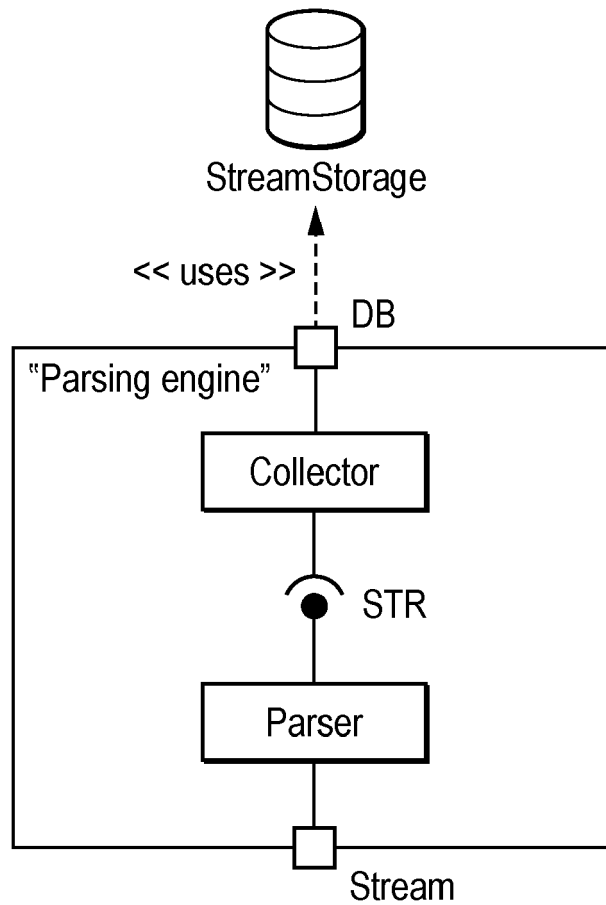 StreamStorage
<< uses >>
DB
“Parsing engine”
Collector
STR
Parser
Stream